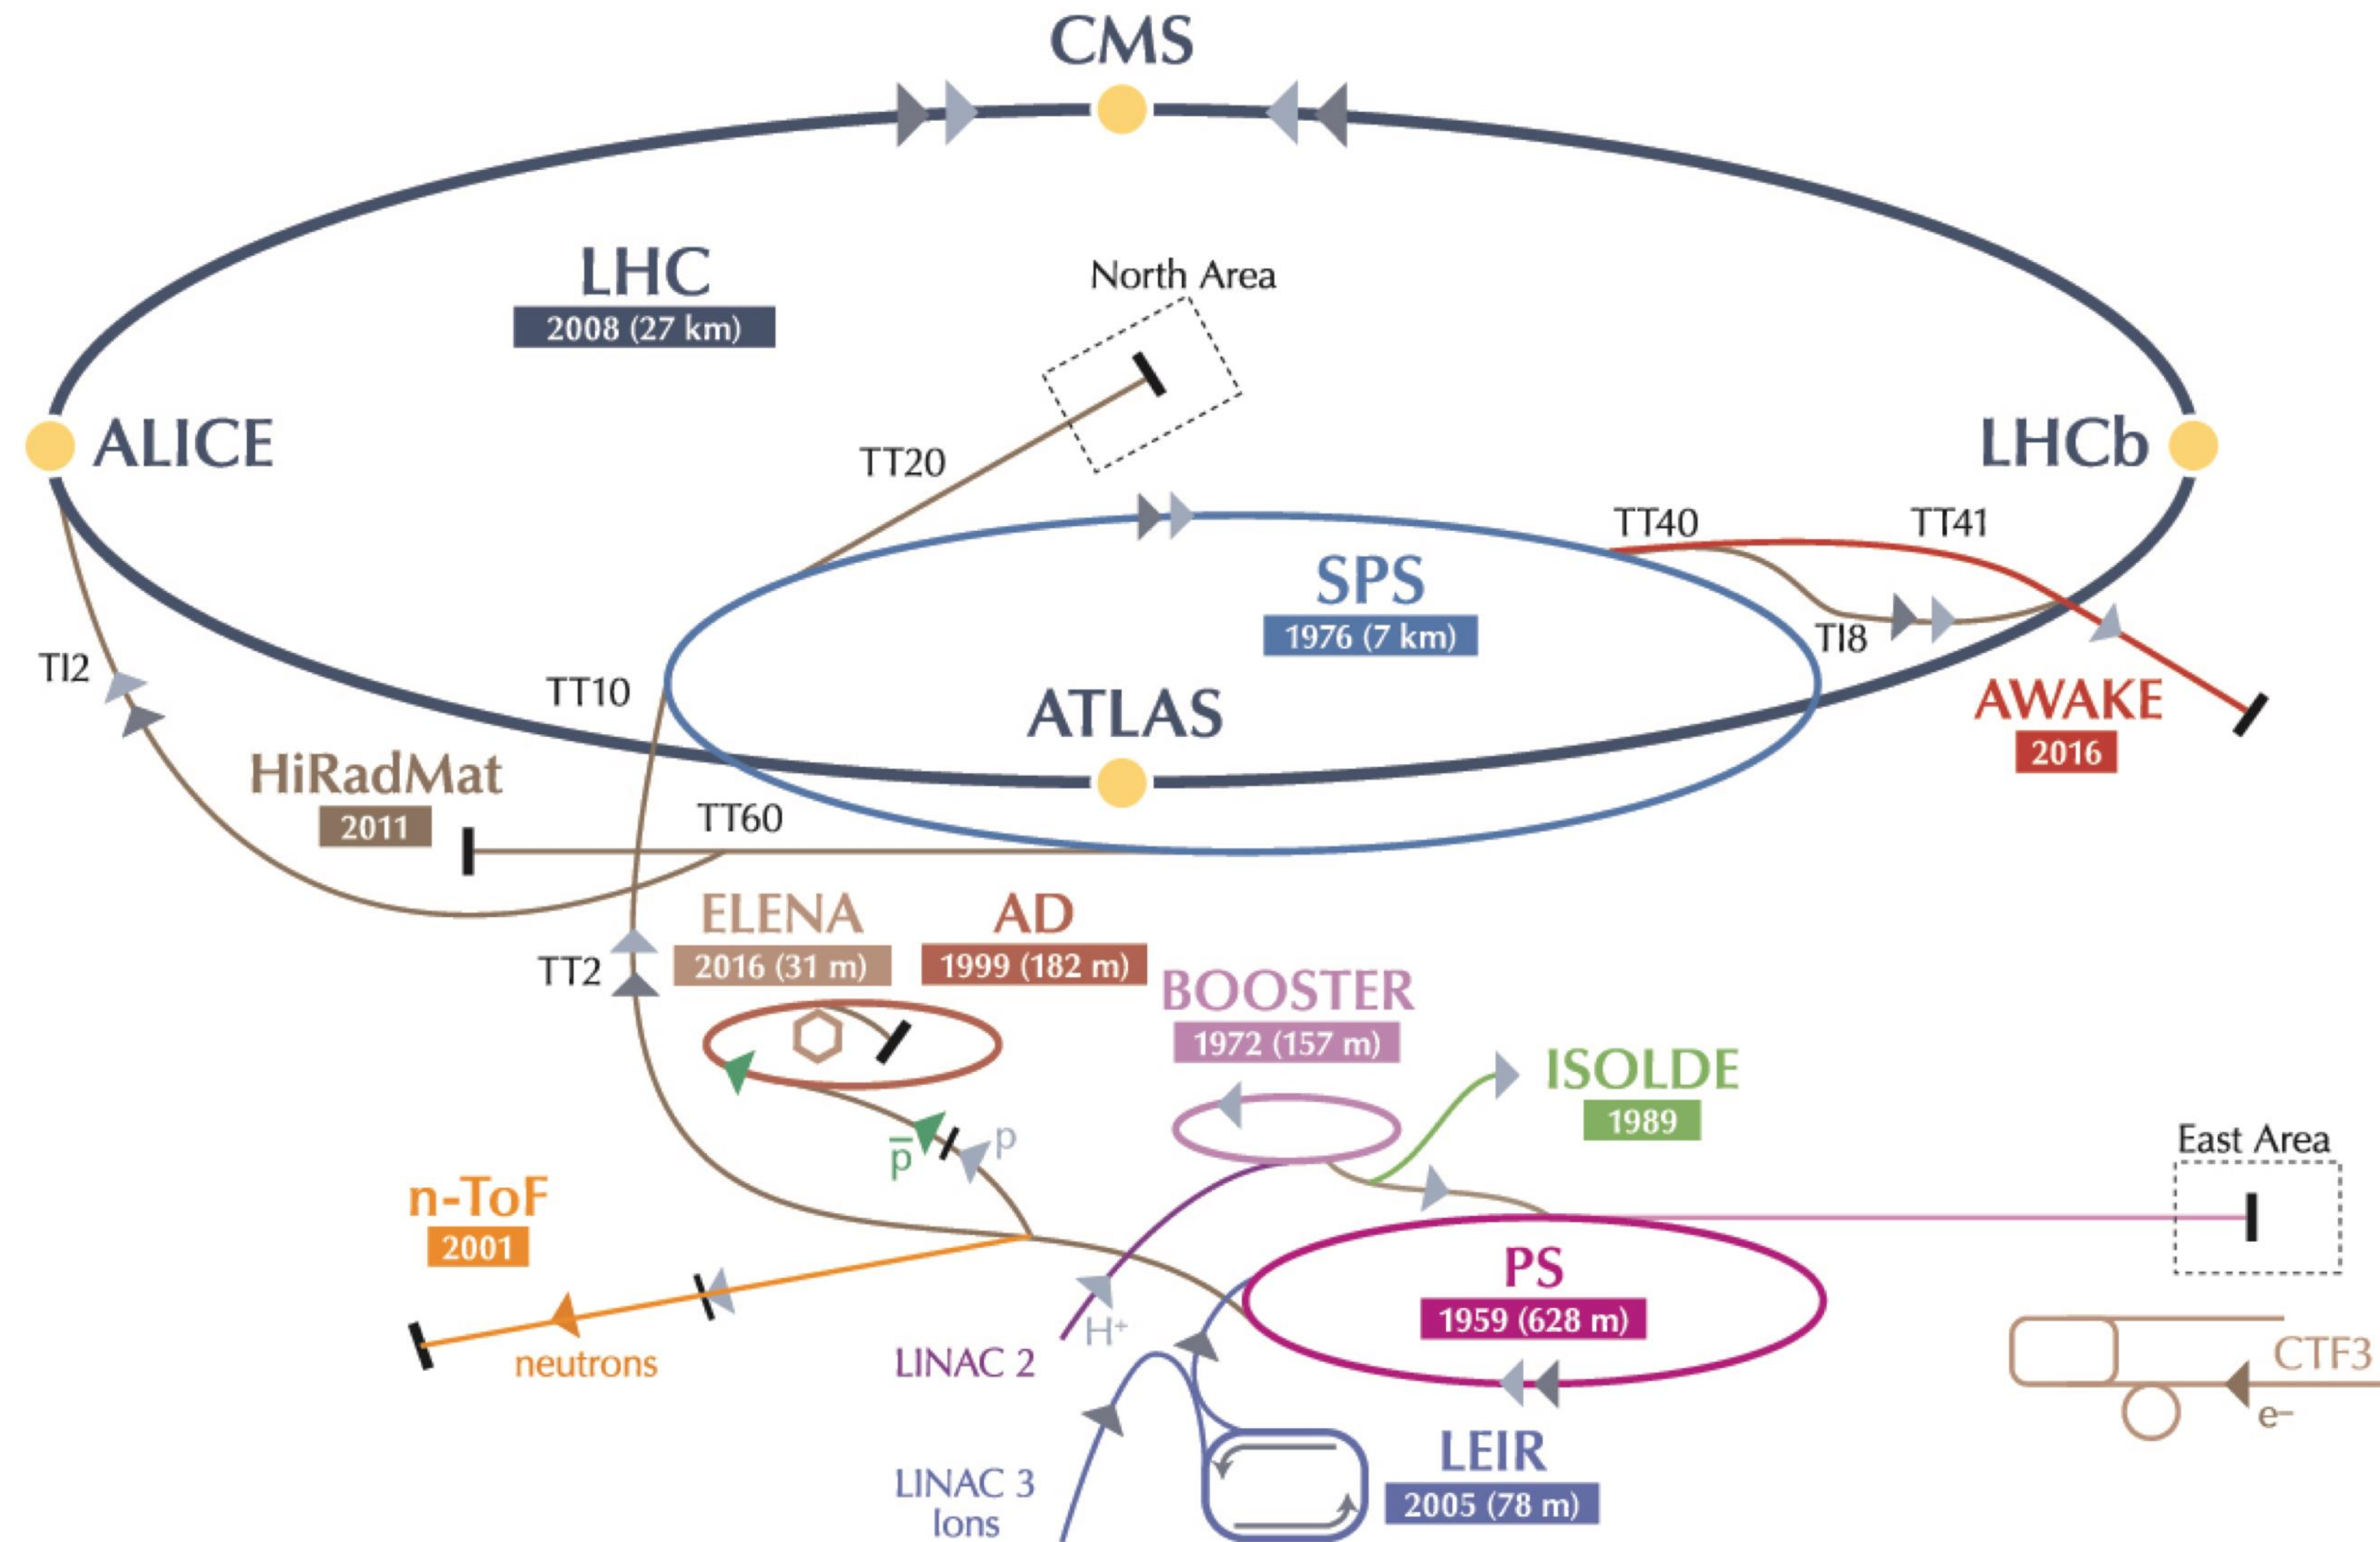 CMS
LHC
2008 (27 km)
North Area
ALICE
LHCb
TT20
TT40
TT41
SPS
1976 (7 km)
TI8
TI2
TT10
ATLAS
AWAKE
2016
HiRadMat
2011
TT60
ELENA
2016 (31 m)
AD
1999 (182 m)
TT2
BOOSTER
1972 (157 m)
ISOLDE
1989
p
p̅
East Area
n-ToF
2001
neutrons
PS
1959 (628 m)
H⁺
LINAC 2
CTF3
e−
LEIR
2005 (78 m)
LINAC 3
Ions